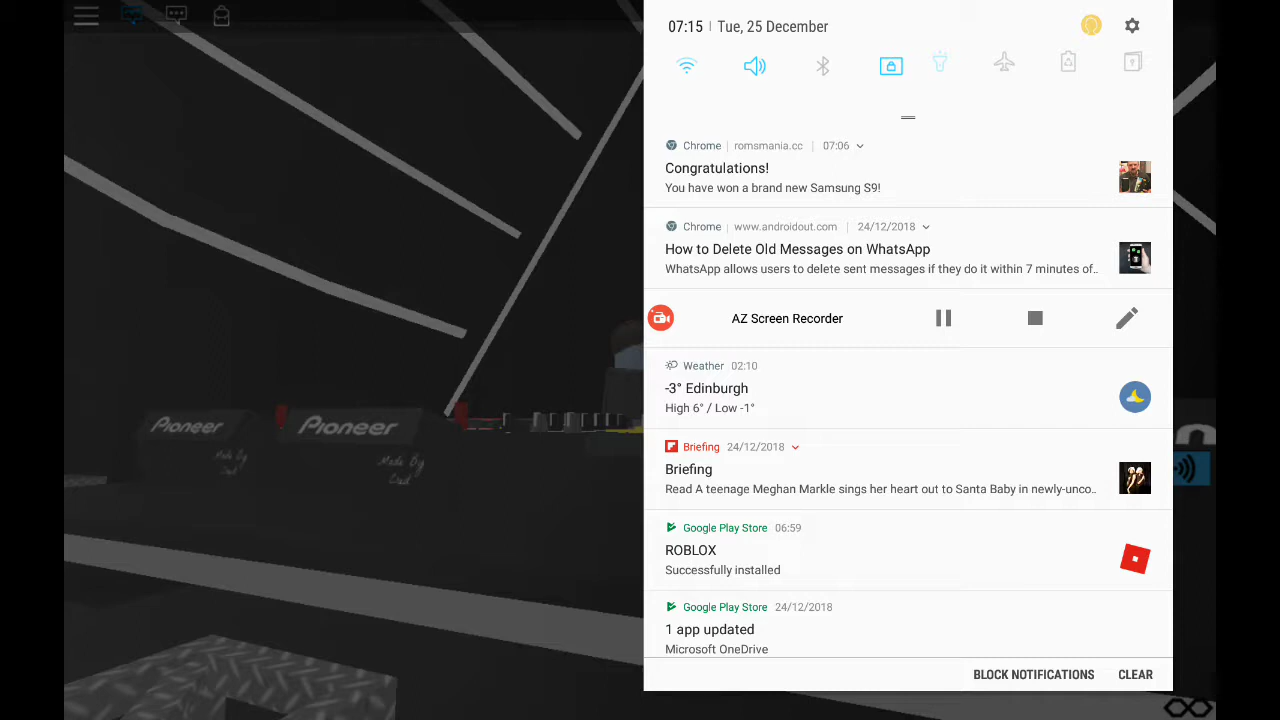 07:15 | Tue, 25 December
Chrome | romsmania.cc | 07:06
Congratulations!
You have won a brand new Samsung S9!
Chrome | www.androidout.com | 24/12/2018
How to Delete Old Messages on WhatsApp
WhatsApp allows users to delete sent messages if they do it within 7 minutes of..
AZ Screen Recorder
Weather 02:10
-3° Edinburgh
High 6° / Low -1°
Briefing 24/12/2018
Briefing
Read A teenage Meghan Markle sings her heart out to Santa Baby in newly-unco..
Google Play Store 06:59
ROBLOX
Successfully installed
Google Play Store 24/12/2018
1 app updated
Microsoft OneDrive
BLOCK NOTIFICATIONS CLEAR
Pioneer
Made By
Pioneer
Made By